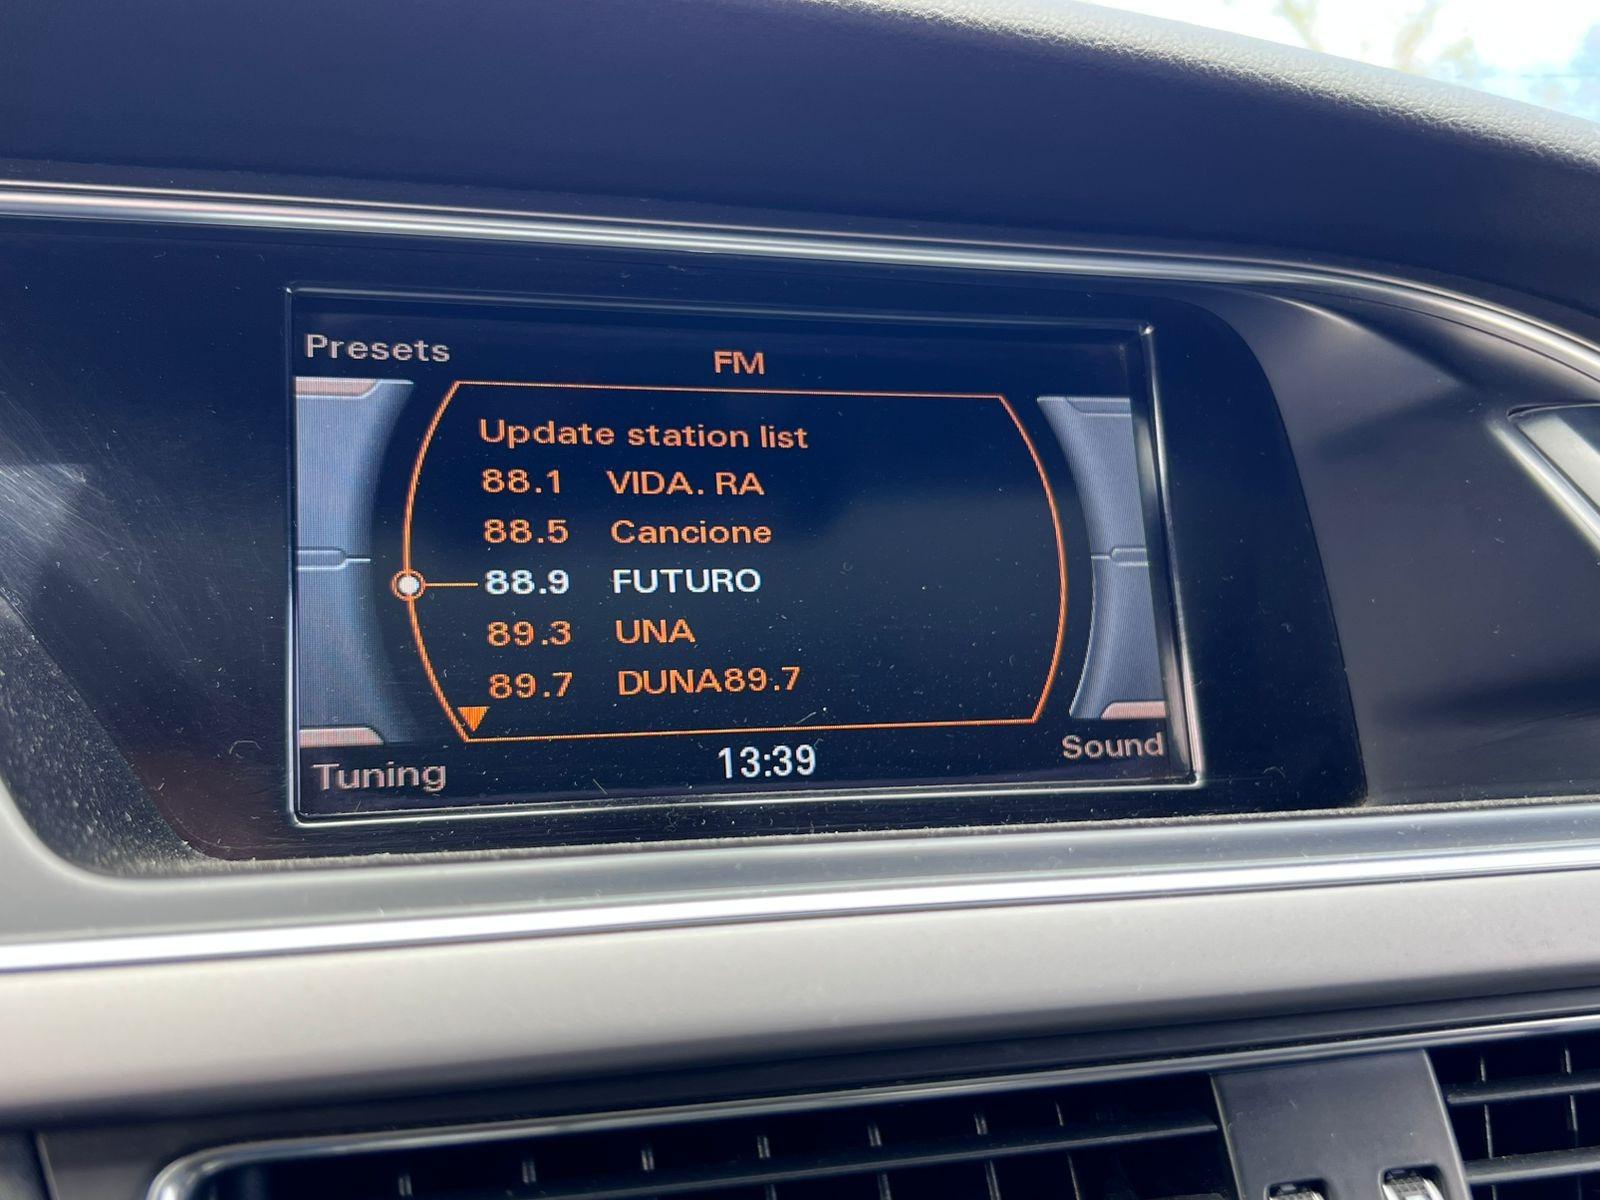 Presets
FM
Update station list
88.1 VIDA. RA
88.5 Cancione
88.9 FUTURO
89.3 UNA
89.7 DUNA89.7
Tuning
13:39
Sound